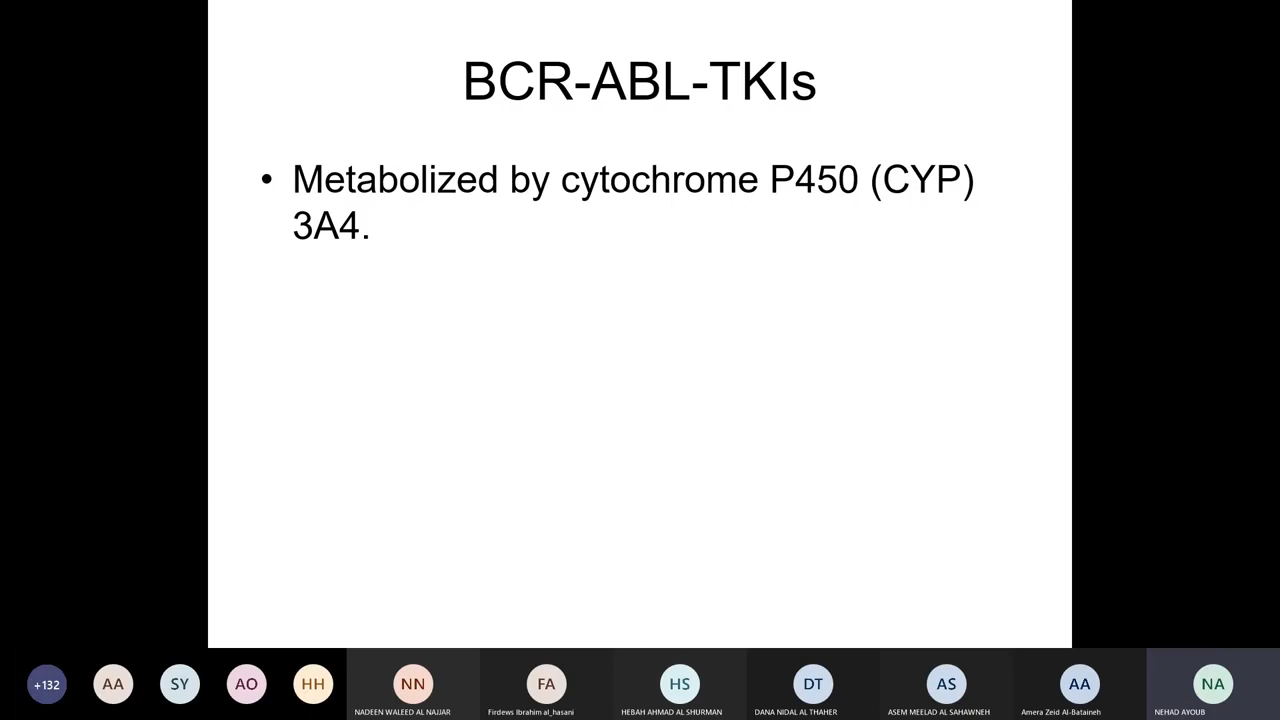 BCR-ABL-TKIs
• Metabolized by cytochrome P450 (CYP)
3A4.
+132
AA
SY
AO
HH
NN
FA
HS
DT
AS
AA
NA
NADEEN WALEED AL NAJJAR
Firdews Ibrahim al_hasani
HEBAH AHMAD AL SHURMAN
DANA NIDAL AL THAHER
ASEM MEELAD AL SAHAWNEH
Amera Zeid Al-Bataineh
NEHAD AYOUB